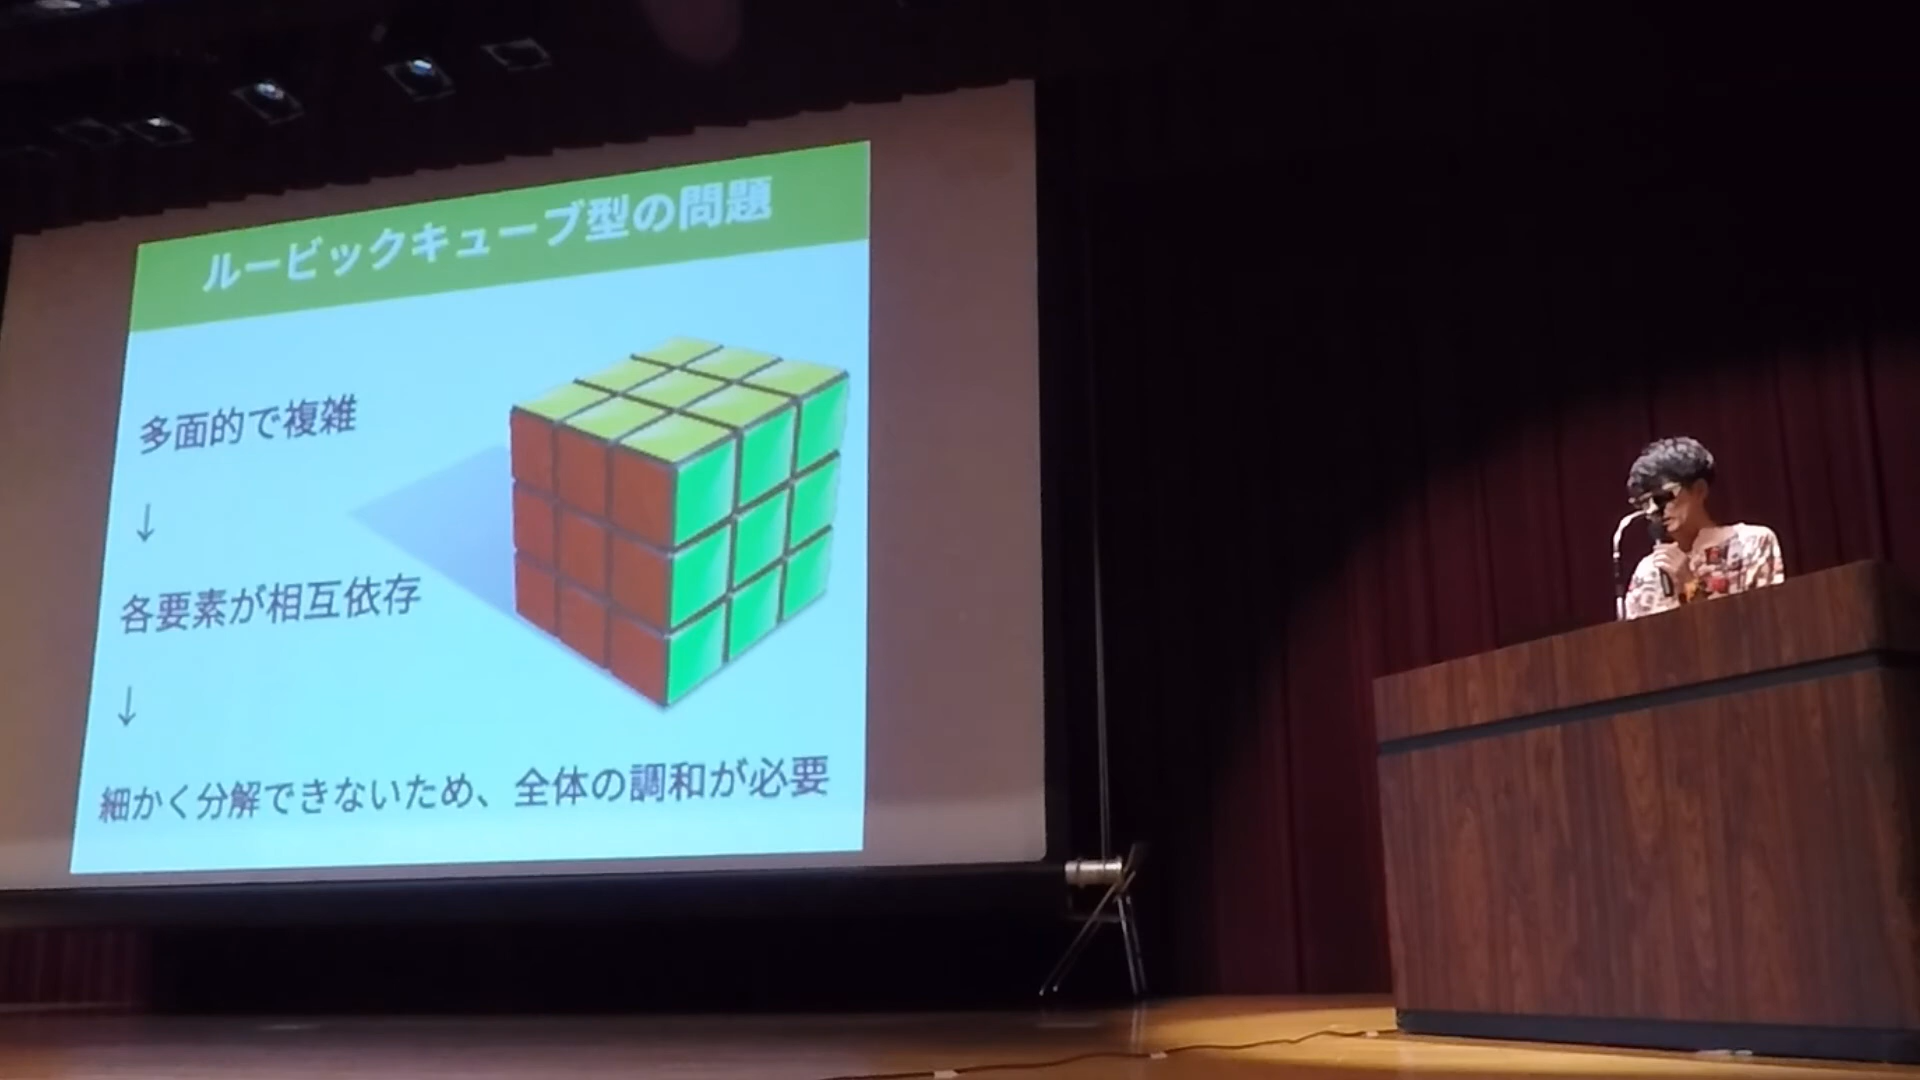 ルービックキューブ型の問題
多面的で複雑
↓
各要素が相互依存
↓
細かく分解できないため、全体の調和が必要